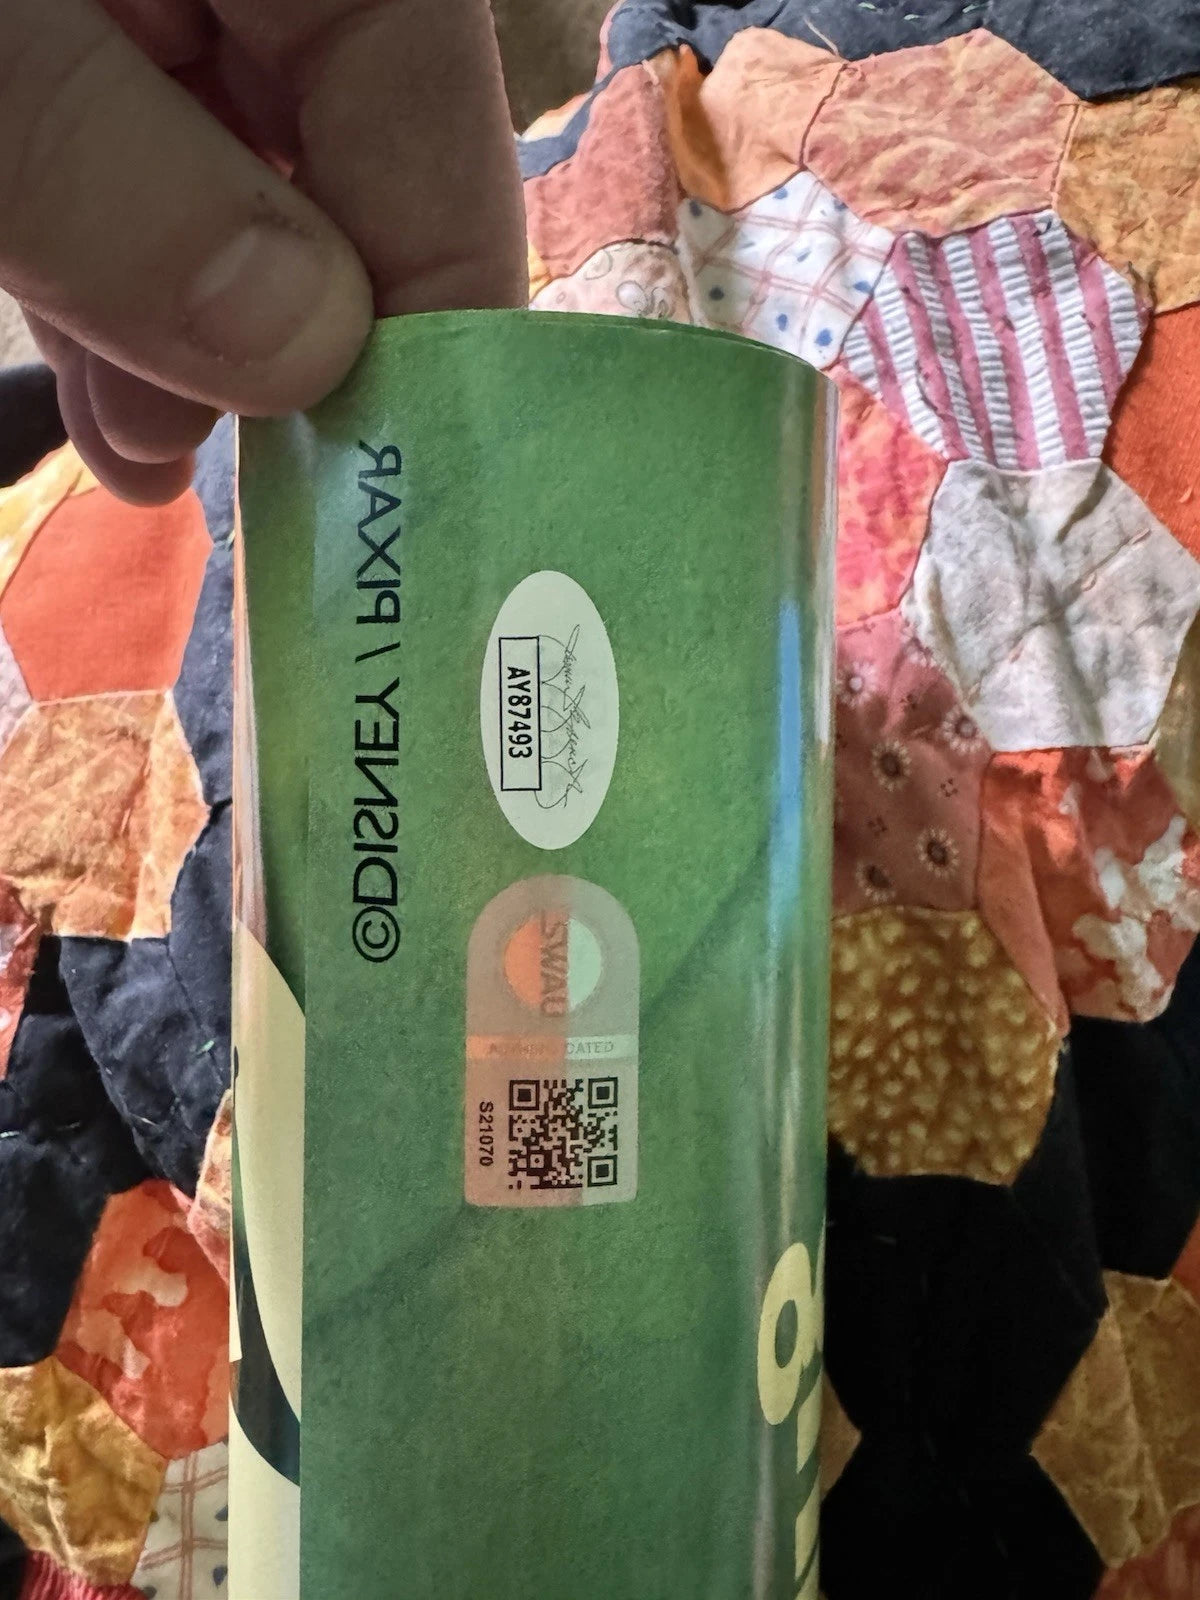 ©DISNEY / PIXAR
AY87493
SWAU
AUTHENTICATED
S21070